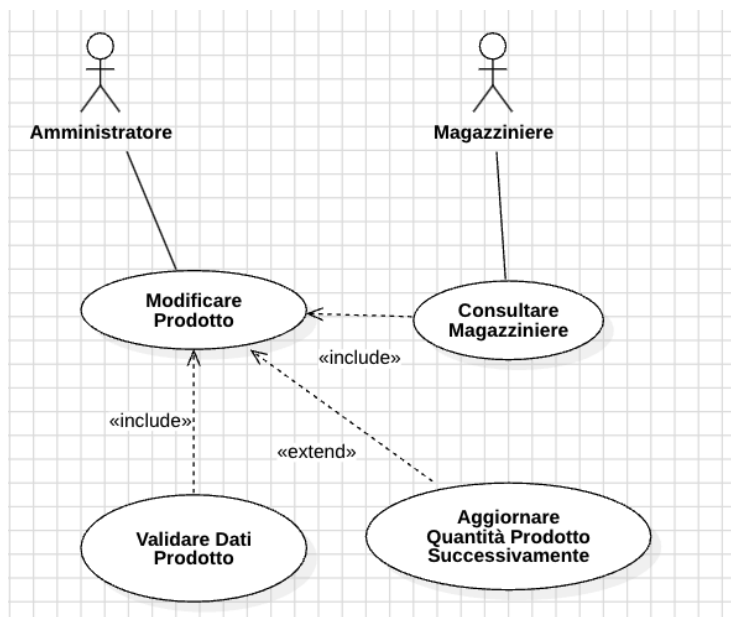 Amministratore
Magazziniere
Modificare
Prodotto
Consultare
Magazziniere
«include»
«include»
«extend»
Validare Dati
Prodotto
Aggiornare
Quantità Prodotto
Successivamente